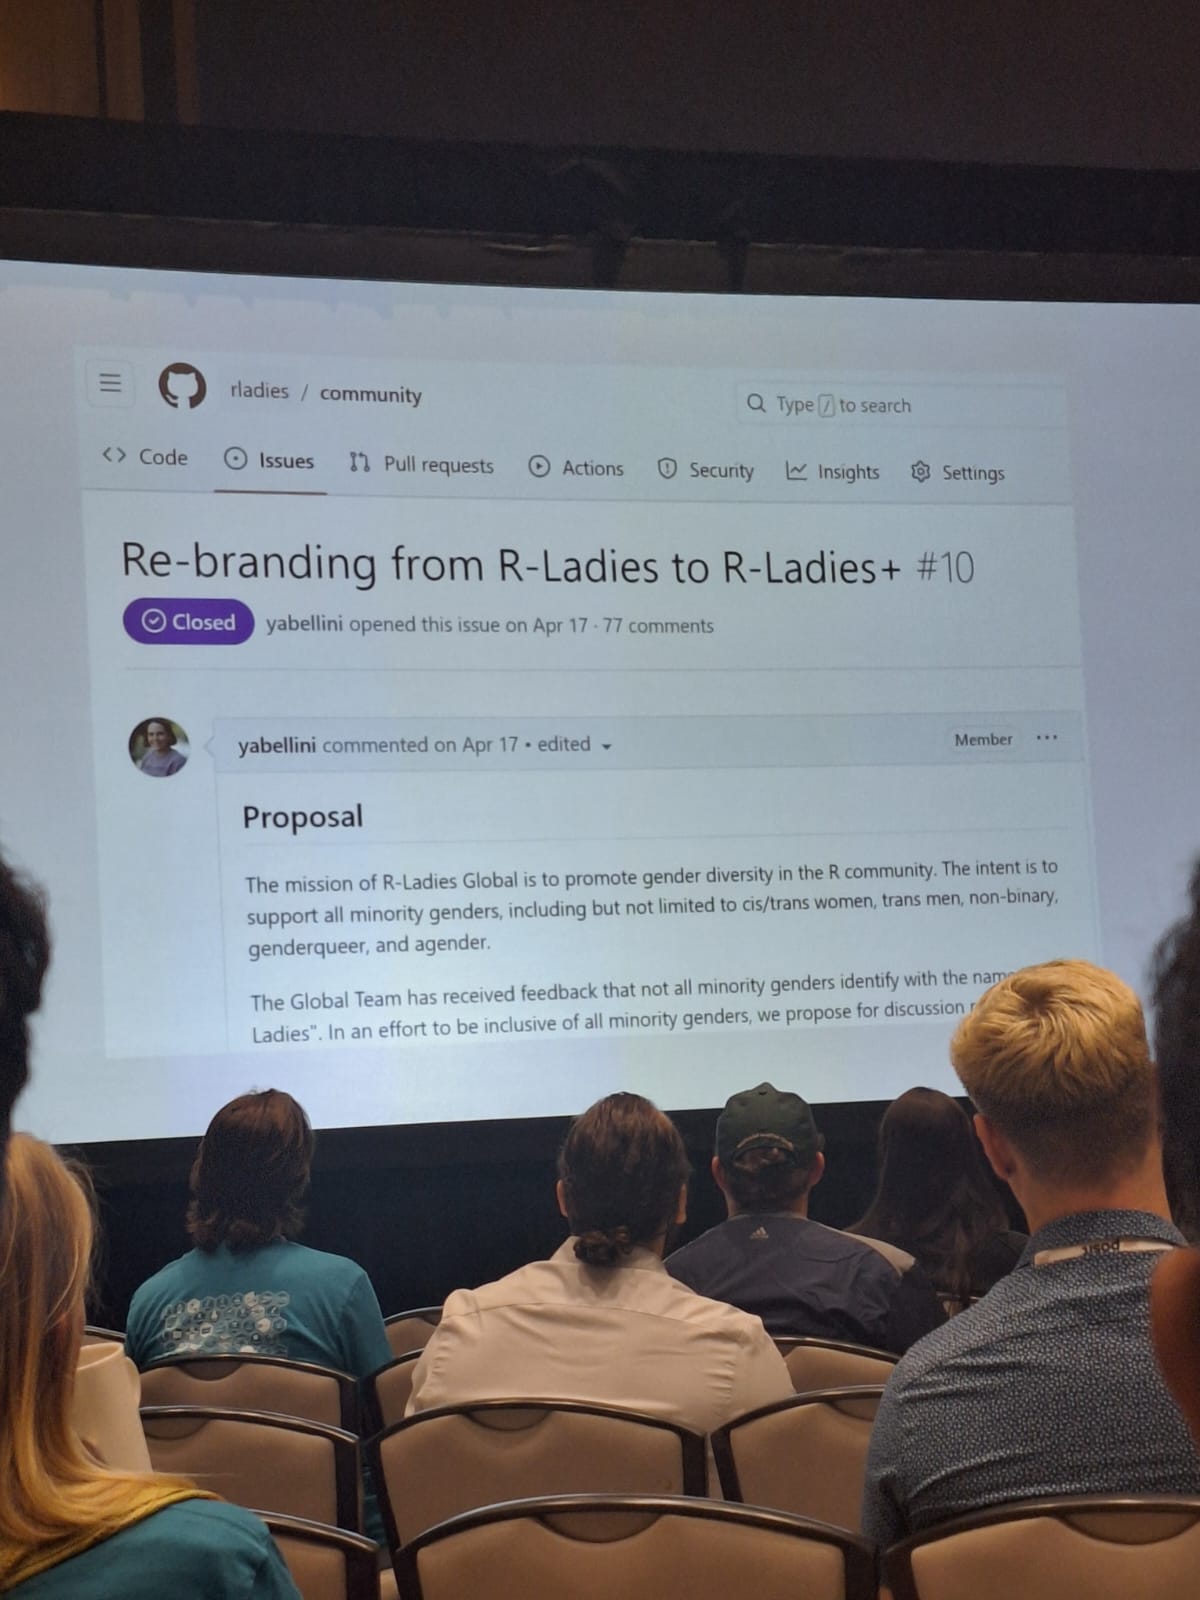 rladies / community
Type / to search
Code Issues Pull requests Actions Security Insights Settings
Re-branding from R-Ladies to R-Ladies+ #10
Closed yabellini opened this issue on Apr 17 · 77 comments
yabellini commented on Apr 17 • edited Member ...
Proposal
The mission of R-Ladies Global is to promote gender diversity in the R community. The intent is to
support all minority genders, including but not limited to cis/trans women, trans men, non-binary,
genderqueer, and agender.
The Global Team has received feedback that not all minority genders identify with the
Ladies". In an effort to be inclusive of all minority genders, we propose for discussion
posit